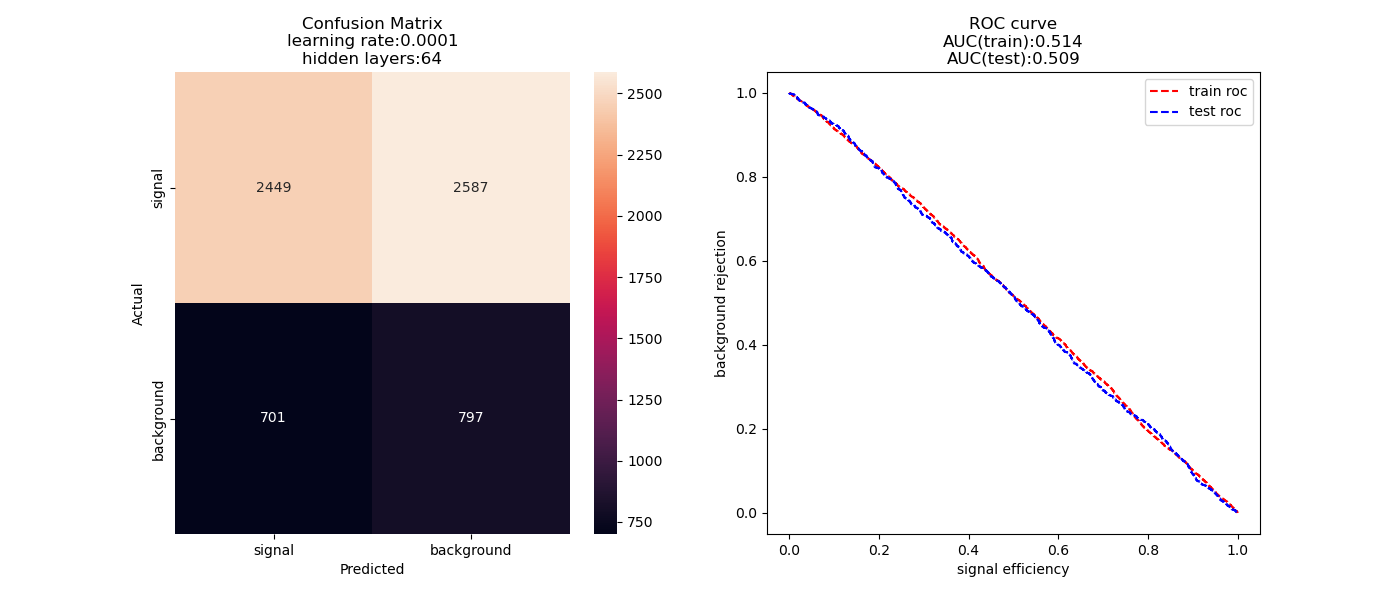 Confusion Matrix
learning rate:0.0001
hidden layers:64
signal
background
Actual
2449
2587
701
797
signal
background
Predicted
2500
2250
2000
1750
1500
1250
1000
750
ROC curve
AUC(train):0.514
AUC(test):0.509
train roc
test roc
background rejection
1.0
0.8
0.6
0.4
0.2
0.0
0.0
0.2
0.4
0.6
0.8
1.0
signal efficiency